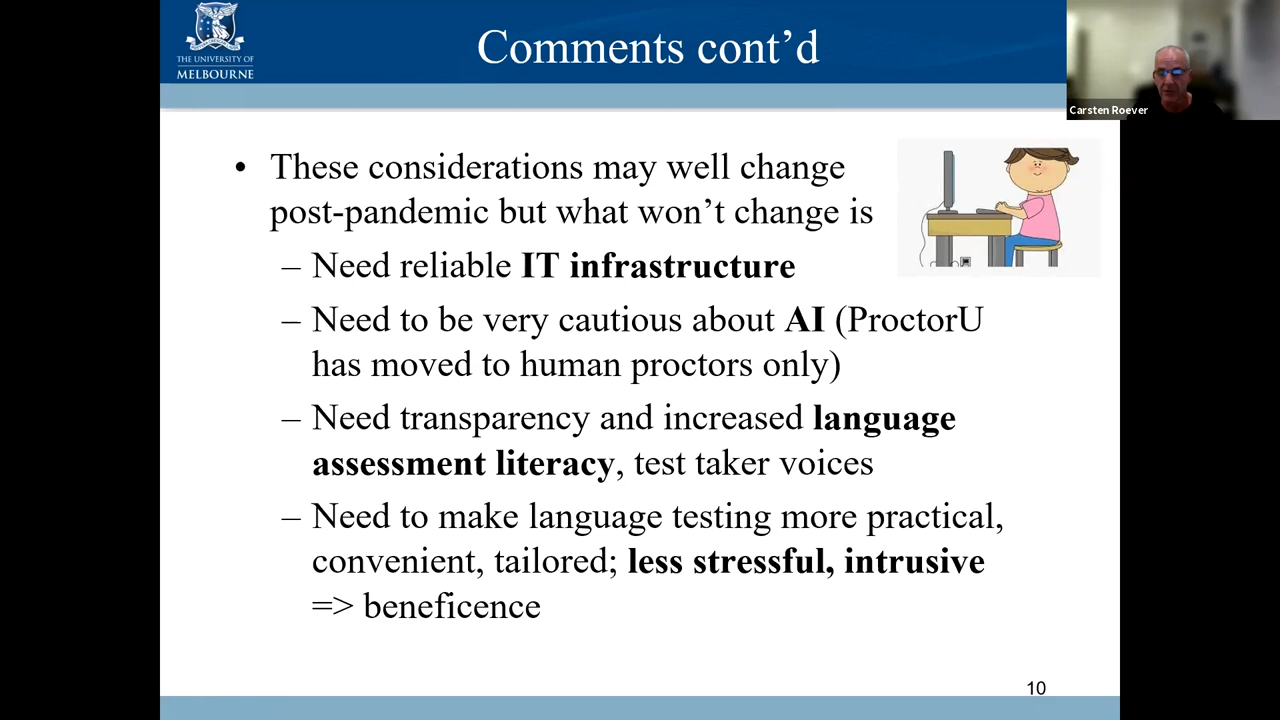 THE UNIVERSITY OF
MELBOURNE
Comments cont’d
Carsten Roever
• These considerations may well change
post-pandemic but what won’t change is
– Need reliable IT infrastructure
– Need to be very cautious about AI (ProctorU
has moved to human proctors only)
– Need transparency and increased language
assessment literacy, test taker voices
– Need to make language testing more practical,
convenient, tailored; less stressful, intrusive
=> beneficence
10